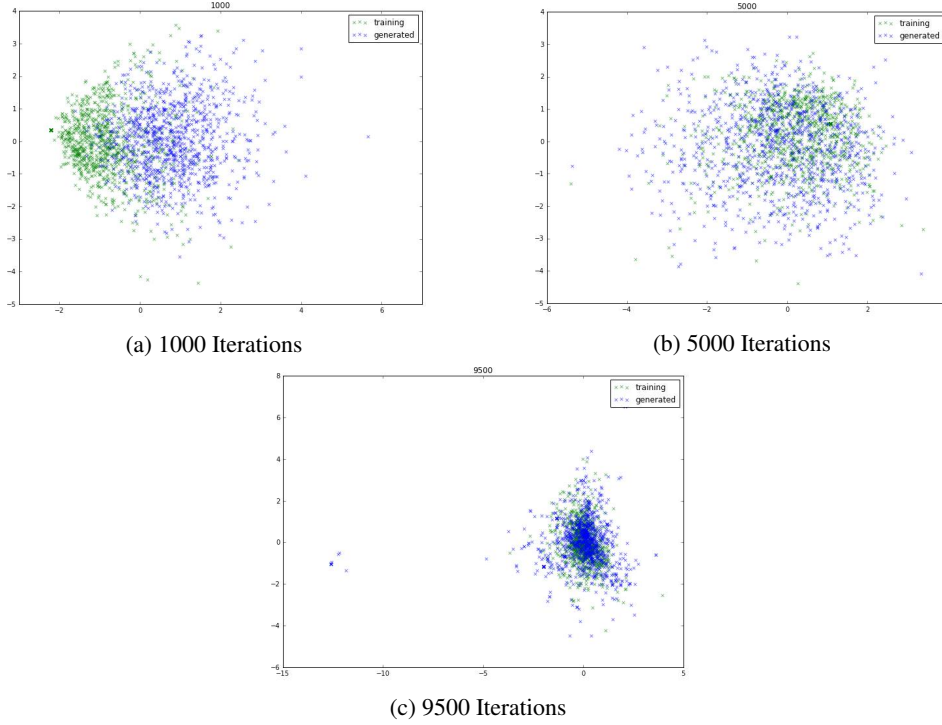 1000
training
generated
4
3
2
1
0
−1
−2
−3
−4
−5
−2 0 2 4 6
(a) 1000 Iterations
5000
training
generated
4
3
2
1
0
−1
−2
−3
−4
−5
−6 −4 −2 0 2
(b) 5000 Iterations
9500
training
generated
8
6
4
2
0
−2
−4
−6
−15 −10 −5 0 5
(c) 9500 Iterations